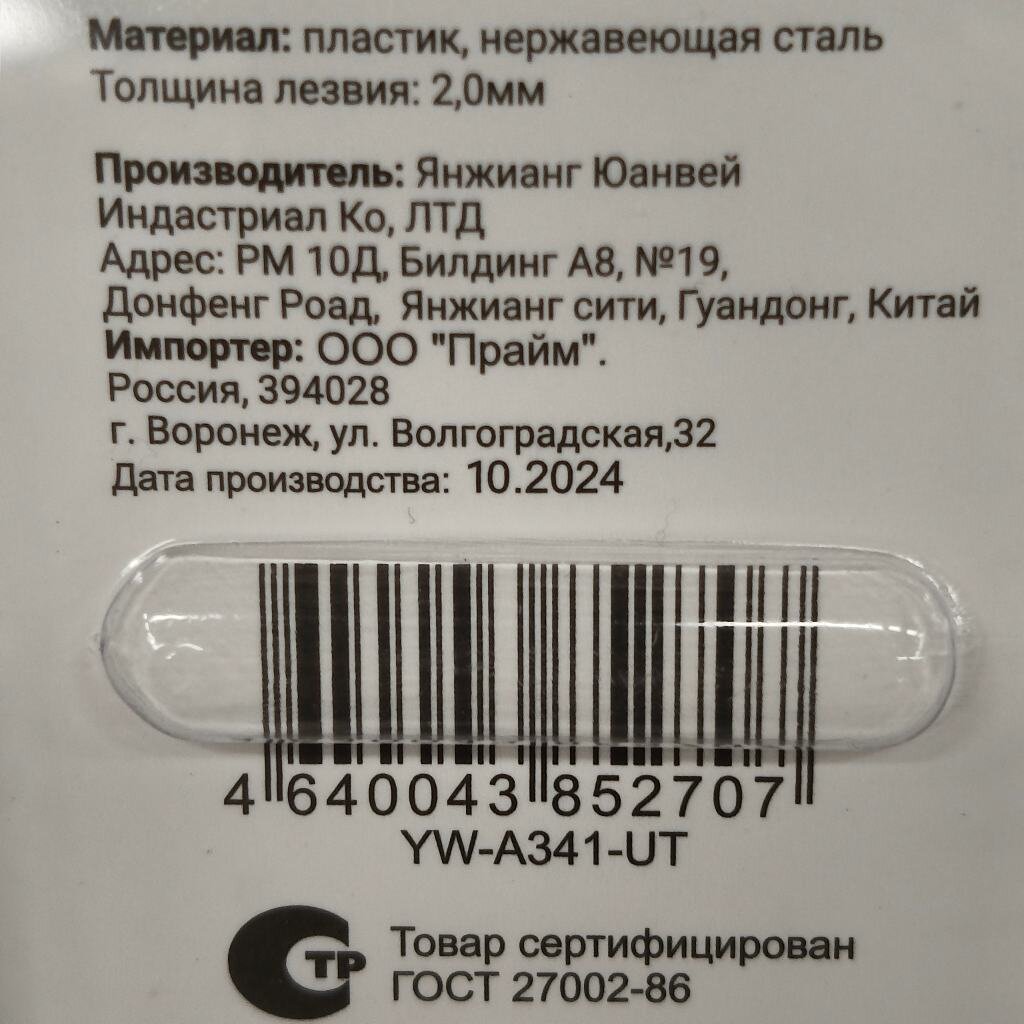 Материал: пластик, нержавеющая сталь
Толщина лезвия: 2,0мм
Производитель: Янжианг Юанвей
Индастриал Ко, ЛТД
Адрес: РМ 10Д, Билдинг А8, №19,
Донфенг Роад, Янжианг сити, Гуандонг, Китай
Импортер: ООО "Прайм".
Россия, 394028
г. Воронеж, ул. Волгоградская,32
Дата производства: 10.2024
4 640043 852707
YW-A341-UT
СТР
Товар сертифицирован
ГОСТ 27002-86